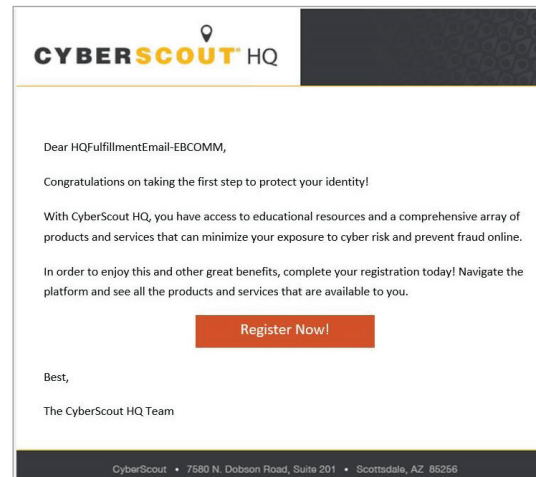 CYBERSCOUT HQ
Dear HQFulfillmentEmail-EBCOMM,
Congratulations on taking the first step to protect your identity!
With CyberScout HQ, you have access to educational resources and a comprehensive array of
products and services that can minimize your exposure to cyber risk and prevent fraud online.
In order to enjoy this and other great benefits, complete your registration today! Navigate the
platform and see all the products and services that are available to you.
Register Now!
Best,
The CyberScout HQ Team
CyberScout • 7580 N. Dobson Road, Suite 201 • Scottsdale, AZ 85256